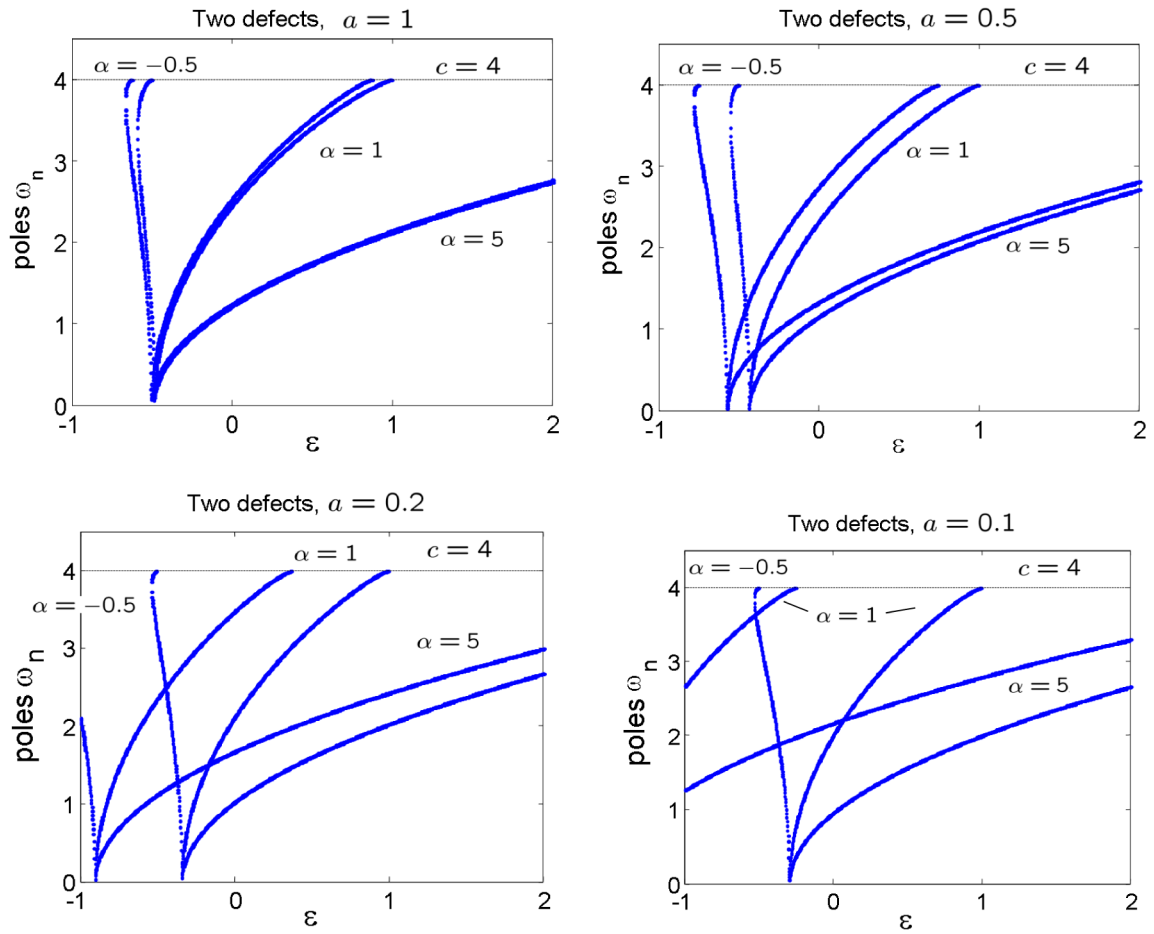 Two defects, a = 1
α = −0.5
c = 4
α = 1
α = 5
poles ω_n
4
3
2
1
0
-1
0
1
2
ε
Two defects, a = 0.5
α = −0.5
c = 4
α = 1
α = 5
poles ω_n
4
3
2
1
0
-1
0
1
2
ε
Two defects, a = 0.2
α = 1
c = 4
α = −0.5
α = 5
poles ω_n
4
3
2
1
0
-1
0
1
2
ε
Two defects, a = 0.1
α = −0.5
c = 4
α = 1
α = 5
poles ω_n
4
3
2
1
0
-1
0
1
2
ε